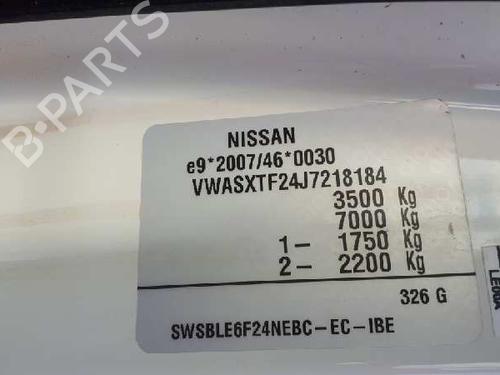 B-PARTS
NISSAN
e9*2007/46*0030
VWASXTF24J7218184
3500 Kg
7000 Kg
1- 1750 Kg
2- 2200 Kg
326 G
SWSBLE6F24NEBC-EC-IBE